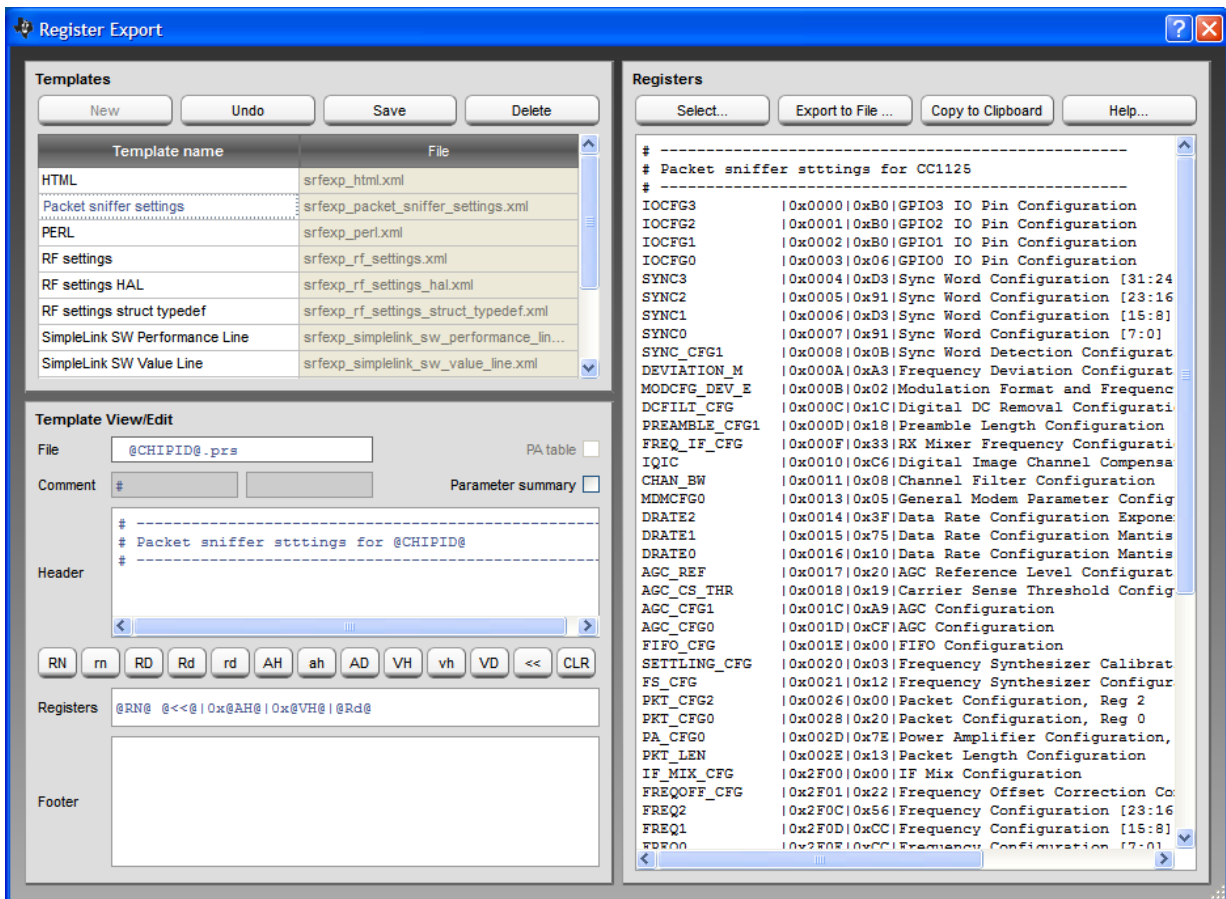 Register Export
Templates
New Undo Save Delete
Template name File
HTML srfexp_html.xml
Packet sniffer settings srfexp_packet_sniffer_settings.xml
PERL srfexp_perl.xml
RF settings srfexp_rf_settings.xml
RF settings HAL srfexp_rf_settings_hal.xml
RF settings struct typedef srfexp_rf_settings_struct_typedef.xml
SimpleLink SW Performance Line srfexp_simplelink_sw_performance_lin...
SimpleLink SW Value Line srfexp_simplelink_sw_value_line.xml
Template View/Edit
File @CHIPID@.prs PA table
Comment # Parameter summary
Header
# ---------------------------------------------------
# Packet sniffer stttings for @CHIPID@
# ---------------------------------------------------
RN rn RD Rd rd AH ah AD VH vh VD << CLR
Registers @RN@ @<<@|0x@AH@|0x@VH@|@Rd@
Footer
Registers
Select... Export to File ... Copy to Clipboard Help...
# ---------------------------------------------------
# Packet sniffer stttings for CC1125
# ---------------------------------------------------
IOCFG3 |0x0000|0xB0|GPIO3 IO Pin Configuration
IOCFG2 |0x0001|0xB0|GPIO2 IO Pin Configuration
IOCFG1 |0x0002|0xB0|GPIO1 IO Pin Configuration
IOCFG0 |0x0003|0x06|GPIO0 IO Pin Configuration
SYNC3 |0x0004|0xD3|Sync Word Configuration [31:24
SYNC2 |0x0005|0x91|Sync Word Configuration [23:16
SYNC1 |0x0006|0xD3|Sync Word Configuration [15:8]
SYNC0 |0x0007|0x91|Sync Word Configuration [7:0]
SYNC_CFG1 |0x0008|0x0B|Sync Word Detection Configurat
DEVIATION_M |0x000A|0xA3|Frequency Deviation Configurat
MODCFG_DEV_E |0x000B|0x02|Modulation Format and Frequenc
DCFILT_CFG |0x000C|0x1C|Digital DC Removal Configurati
PREAMBLE_CFG1 |0x000D|0x18|Preamble Length Configuration
FREQ_IF_CFG |0x000F|0x33|RX Mixer Frequency Configurati
IQIC |0x0010|0xC6|Digital Image Channel Compensa
CHAN_BW |0x0011|0x08|Channel Filter Configuration
MDMCFG0 |0x0013|0x05|General Modem Parameter Config
DRATE2 |0x0014|0x3F|Data Rate Configuration Expone
DRATE1 |0x0015|0x75|Data Rate Configuration Mantis
DRATE0 |0x0016|0x10|Data Rate Configuration Mantis
AGC_REF |0x0017|0x20|AGC Reference Level Configurat
AGC_CS_THR |0x0018|0x19|Carrier Sense Threshold Config
AGC_CFG1 |0x001C|0xA9|AGC Configuration
AGC_CFG0 |0x001D|0xCF|AGC Configuration
FIFO_CFG |0x001E|0x00|FIFO Configuration
SETTLING_CFG |0x0020|0x03|Frequency Synthesizer Calibrat
FS_CFG |0x0021|0x12|Frequency Synthesizer Configur
PKT_CFG2 |0x0026|0x00|Packet Configuration, Reg 2
PKT_CFG0 |0x0028|0x20|Packet Configuration, Reg 0
PA_CFG0 |0x002D|0x7E|Power Amplifier Configuration,
PKT_LEN |0x002E|0x13|Packet Length Configuration
IF_MIX_CFG |0x2F00|0x00|IF Mix Configuration
FREQOFF_CFG |0x2F01|0x22|Frequency Offset Correction Co
FREQ2 |0x2F0C|0x56|Frequency Configuration [23:16
FREQ1 |0x2F0D|0xCC|Frequency Configuration [15:8]
FREQ0 |0x2F0E|0xCC|Frequency Configuration [7:0]